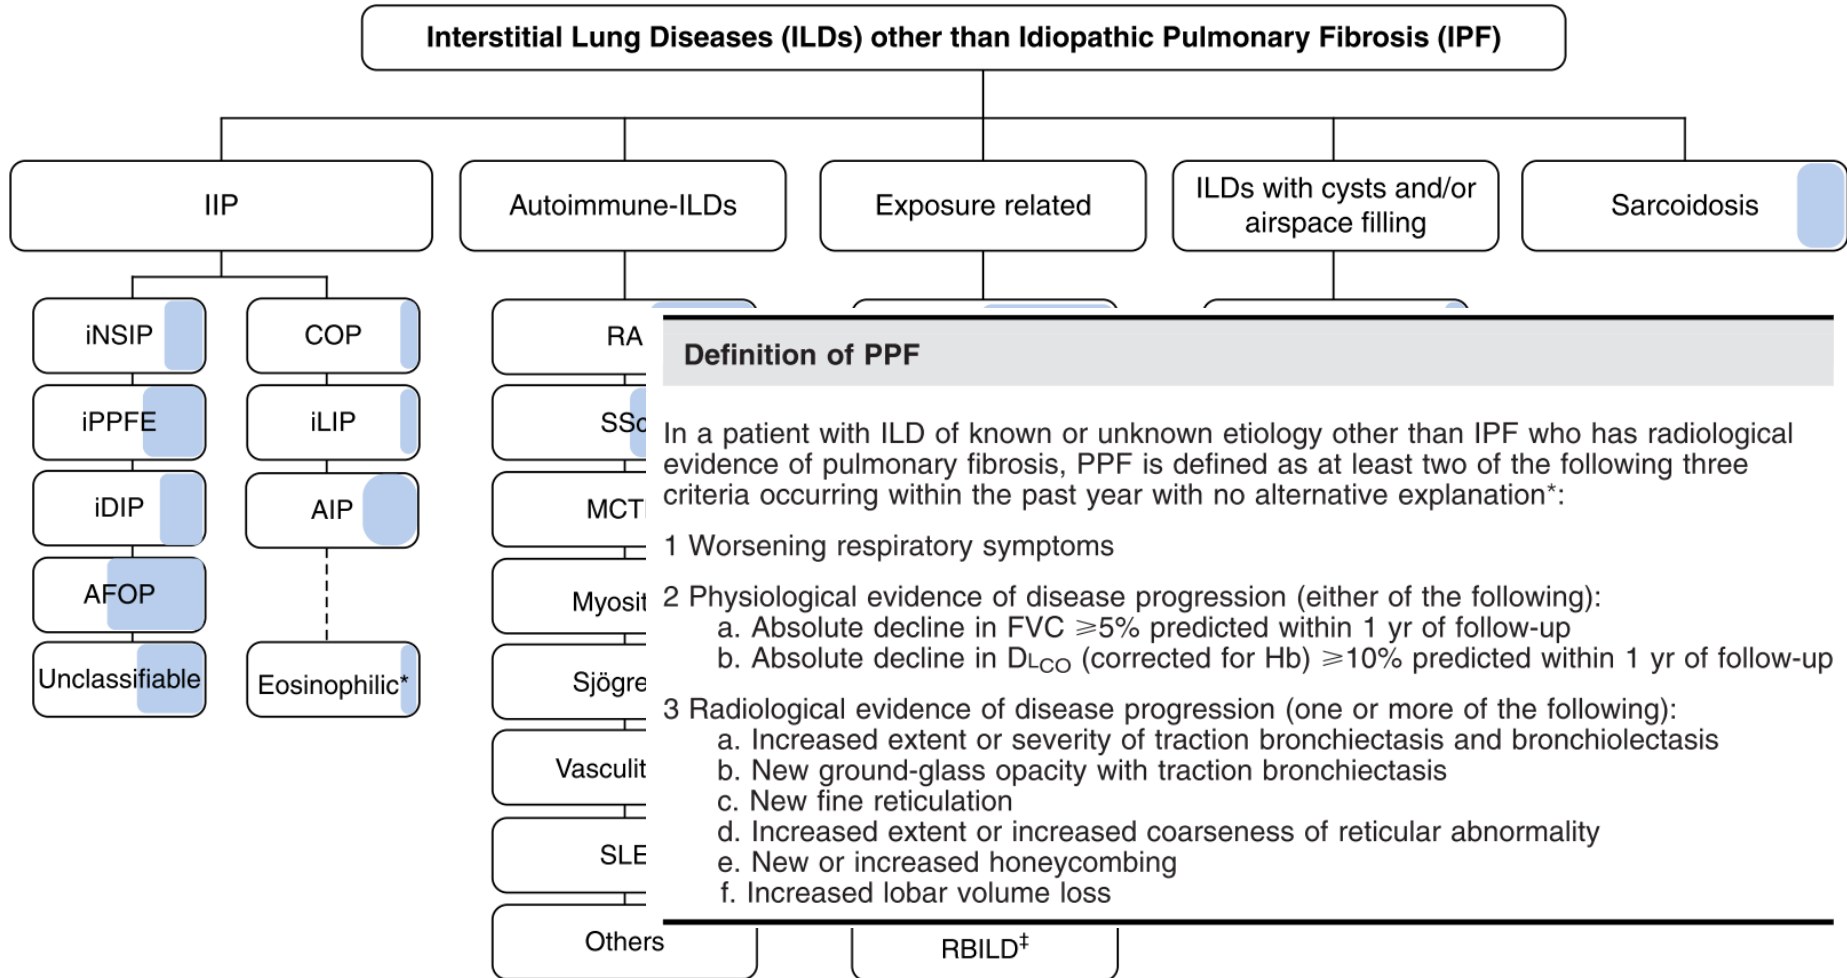 Interstitial Lung Diseases (ILDs) other than Idiopathic Pulmonary Fibrosis (IPF)
IIP
Autoimmune-ILDs
Exposure related
ILDs with cysts and/or
airspace filling
Sarcoidosis
iNSIP
iPPFE
iDIP
AFOP
Unclassifiable
COP
iLIP
AIP
Eosinophilic*
RA
SSc
MCT
Myosit
Sjögre
Vasculit
SLE
Others
RBILD‡
Definition of PPF
In a patient with ILD of known or unknown etiology other than IPF who has radiological
evidence of pulmonary fibrosis, PPF is defined as at least two of the following three
criteria occurring within the past year with no alternative explanation*:
1 Worsening respiratory symptoms
2 Physiological evidence of disease progression (either of the following):
a. Absolute decline in FVC ⩾5% predicted within 1 yr of follow-up
b. Absolute decline in DLCO (corrected for Hb) ⩾10% predicted within 1 yr of follow-up
3 Radiological evidence of disease progression (one or more of the following):
a. Increased extent or severity of traction bronchiectasis and bronchiolectasis
b. New ground-glass opacity with traction bronchiectasis
c. New fine reticulation
d. Increased extent or increased coarseness of reticular abnormality
e. New or increased honeycombing
f. Increased lobar volume loss